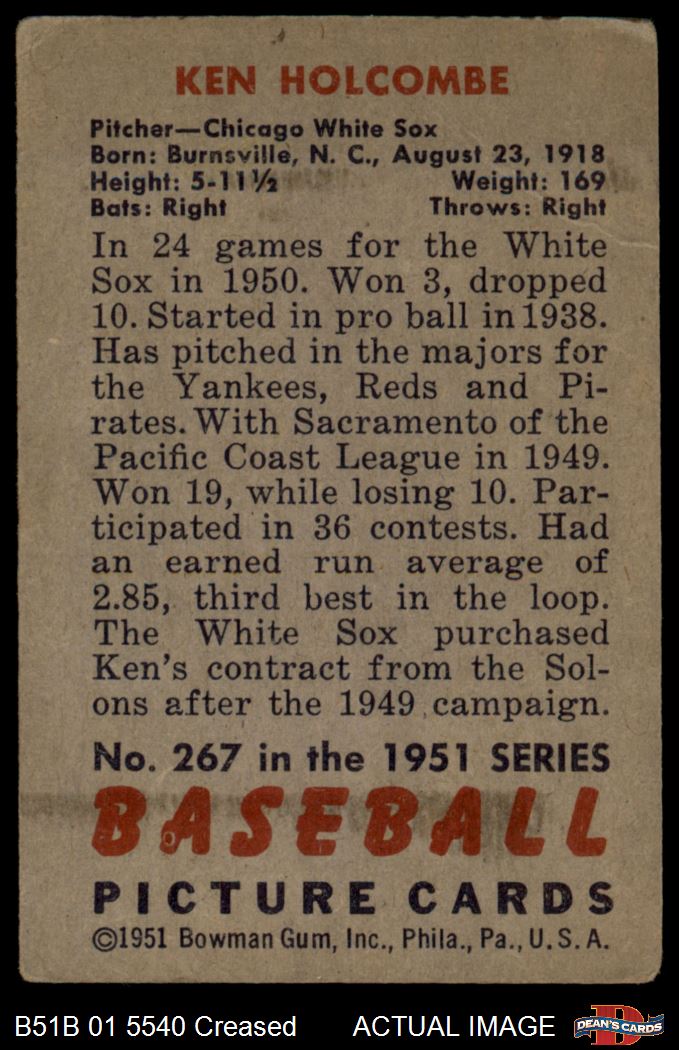 KEN HOLCOMBE
Pitcher—Chicago White Sox
Born: Burnsville, N. C., August 23, 1918
Height: 5-11½ Weight: 169
Bats: Right Throws: Right
In 24 games for the White
Sox in 1950. Won 3, dropped
10. Started in pro ball in 1938.
Has pitched in the majors for
the Yankees, Reds and Pi-
rates. With Sacramento of the
Pacific Coast League in 1949.
Won 19, while losing 10. Par-
ticipated in 36 contests. Had
an earned run average of
2.85, third best in the loop.
The White Sox purchased
Ken's contract from the Sol-
ons after the 1949 campaign.
No. 267 in the 1951 SERIES
BASEBALL
PICTURE CARDS
©1951 Bowman Gum, Inc., Phila., Pa., U. S. A.
B51B 01 5540 Creased ACTUAL IMAGE
D
DEAN'S CARDS